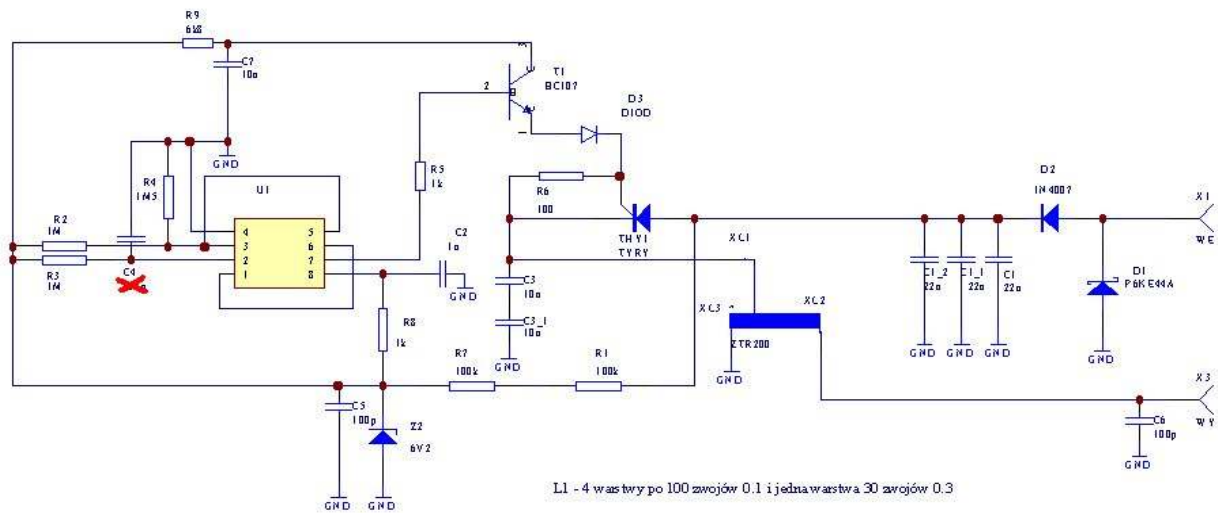 R9
6k8
C7
10n
T1
BC107
2
3
1
D3
DIOD
GND
R4
1M5
U1
R5
1k
R6
100
D2
1N4007
X1
WE
R2
1M
R3
1M
C4
4
3
2
1
5
6
7
8
C2
1n
GND
THY1
TYRY
XC1
C3
10n
C3_1
10n
GND
XC3
XC2
ZTR200
GND
C1_2
22n
C1_1
22n
C1
22n
GND
GND
GND
D1
P6KE44A
GND
R8
1k
R7
100k
R1
100k
X3
WY
C5
100p
Z2
6V2
C6
100p
GND
GND
GND
L1 - 4 warstwy po 100 zwojów 0.1 i jedna warstwa 30 zwojów 0.3